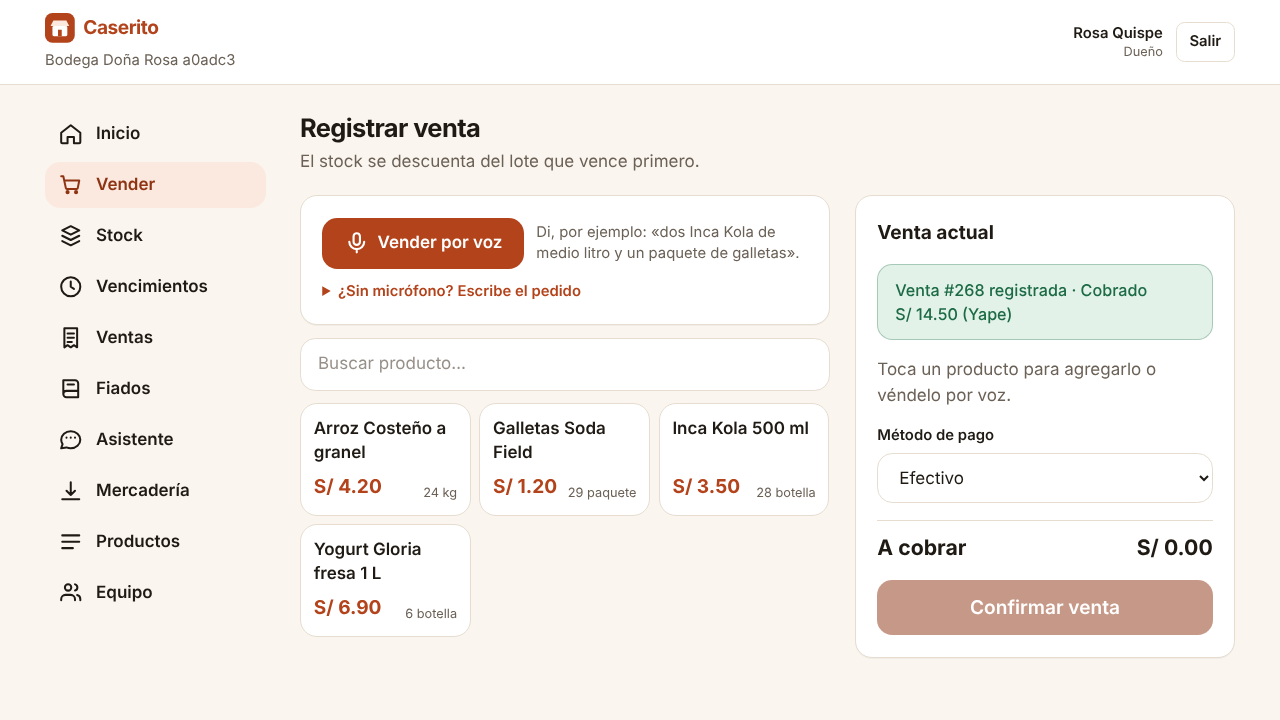 Caserito
Bodega Doña Rosa a0adc3
Rosa Quispe
Dueño
Salir
Inicio
Vender
Stock
Vencimientos
Ventas
Fiados
Asistente
Mercadería
Productos
Equipo
Registrar venta
El stock se descuenta del lote que vence primero.
Vender por voz
Di, por ejemplo: «dos Inca Kola de
medio litro y un paquete de galletas».
¿Sin micrófono? Escribe el pedido
Buscar producto...
Arroz Costeño a
granel
S/ 4.20
24 kg
Galletas Soda
Field
S/ 1.20
29 paquete
Inca Kola 500 ml
S/ 3.50
28 botella
Yogurt Gloria
fresa 1 L
S/ 6.90
6 botella
Venta actual
Venta #268 registrada · Cobrado
S/ 14.50 (Yape)
Toca un producto para agregarlo o
véndelo por voz.
Método de pago
Efectivo
A cobrar
S/ 0.00
Confirmar venta